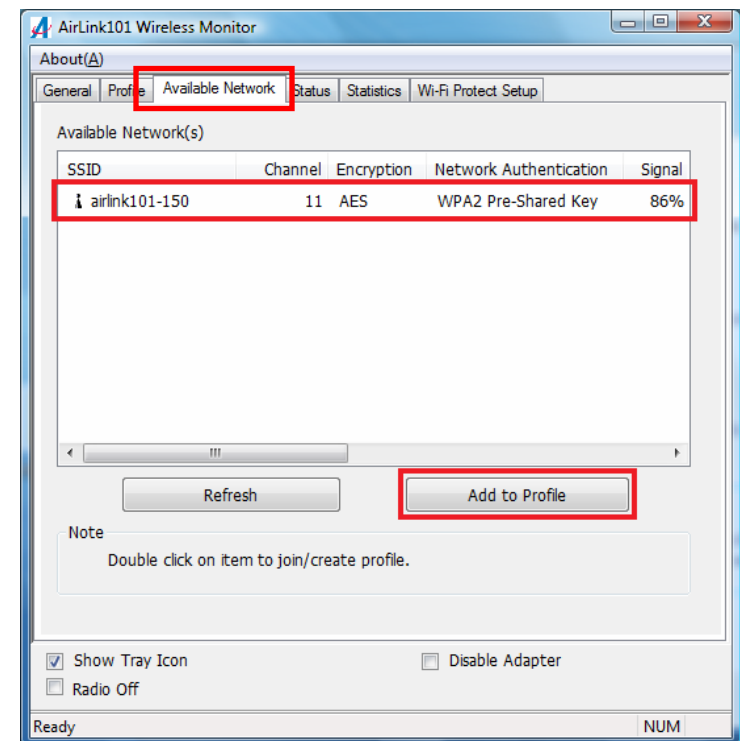 AirLink101 Wireless Monitor
About(A)
General Profile Available Network Status Statistics Wi-Fi Protect Setup
Available Network(s)
SSID Channel Encryption Network Authentication Signal
airlink101-150 11 AES WPA2 Pre-Shared Key 86%
Refresh Add to Profile
Note
Double click on item to join/create profile.
Show Tray Icon Disable Adapter
Radio Off
Ready NUM